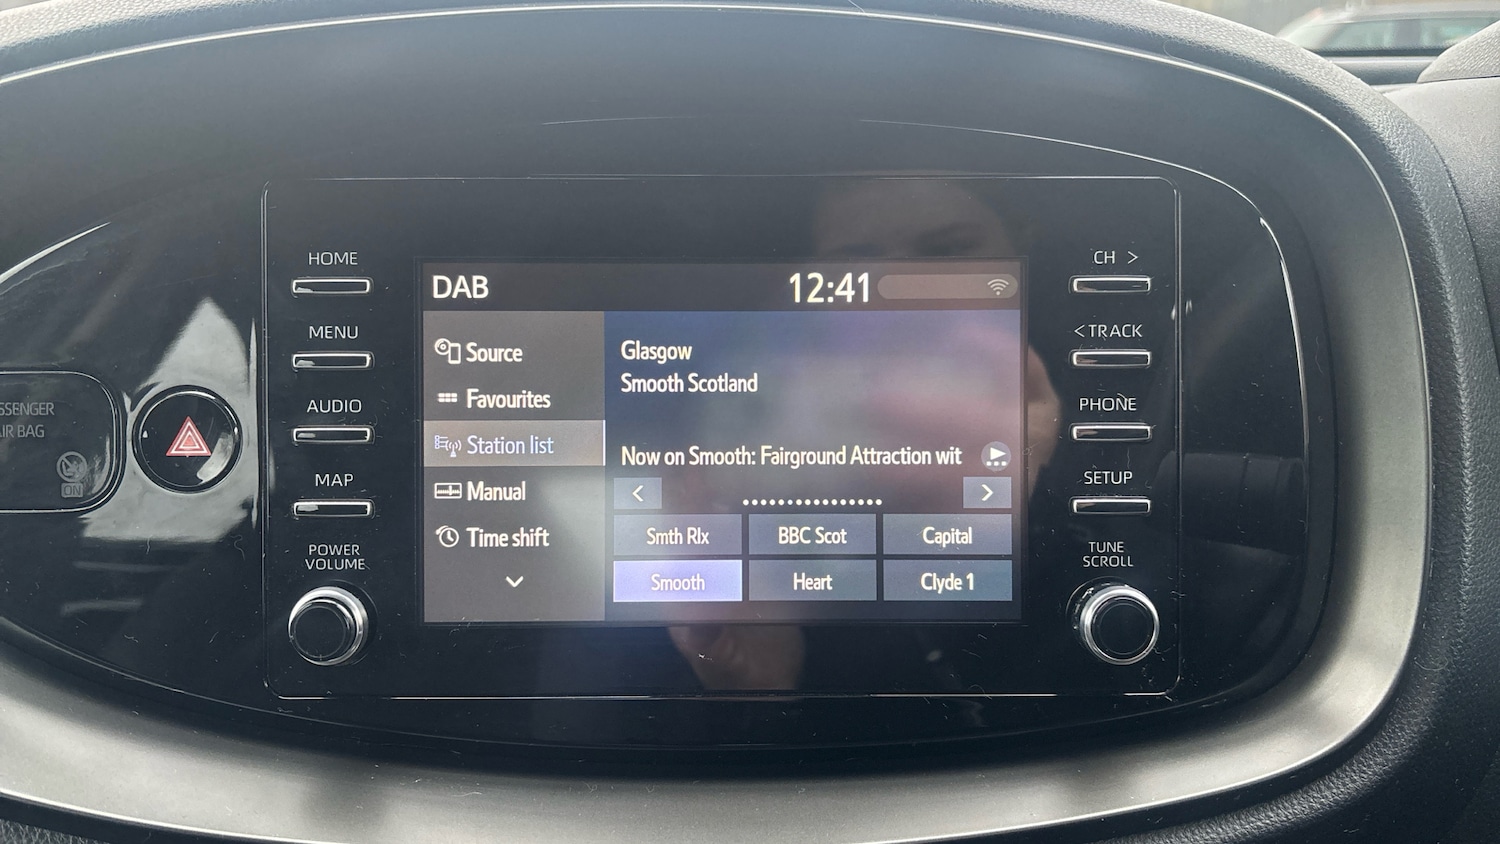 HOME
MENU
AUDIO
MAP
POWER
VOLUME
SSENGER
IR BAG
ON
DAB
12:41
Source
Favourites
Station list
Manual
Time shift
Glasgow
Smooth Scotland
Now on Smooth: Fairground Attraction wit
< >
Smth Rlx BBC Scot Capital
Smooth Heart Clyde 1
CH >
< TRACK
PHONE
SETUP
TUNE
SCROLL